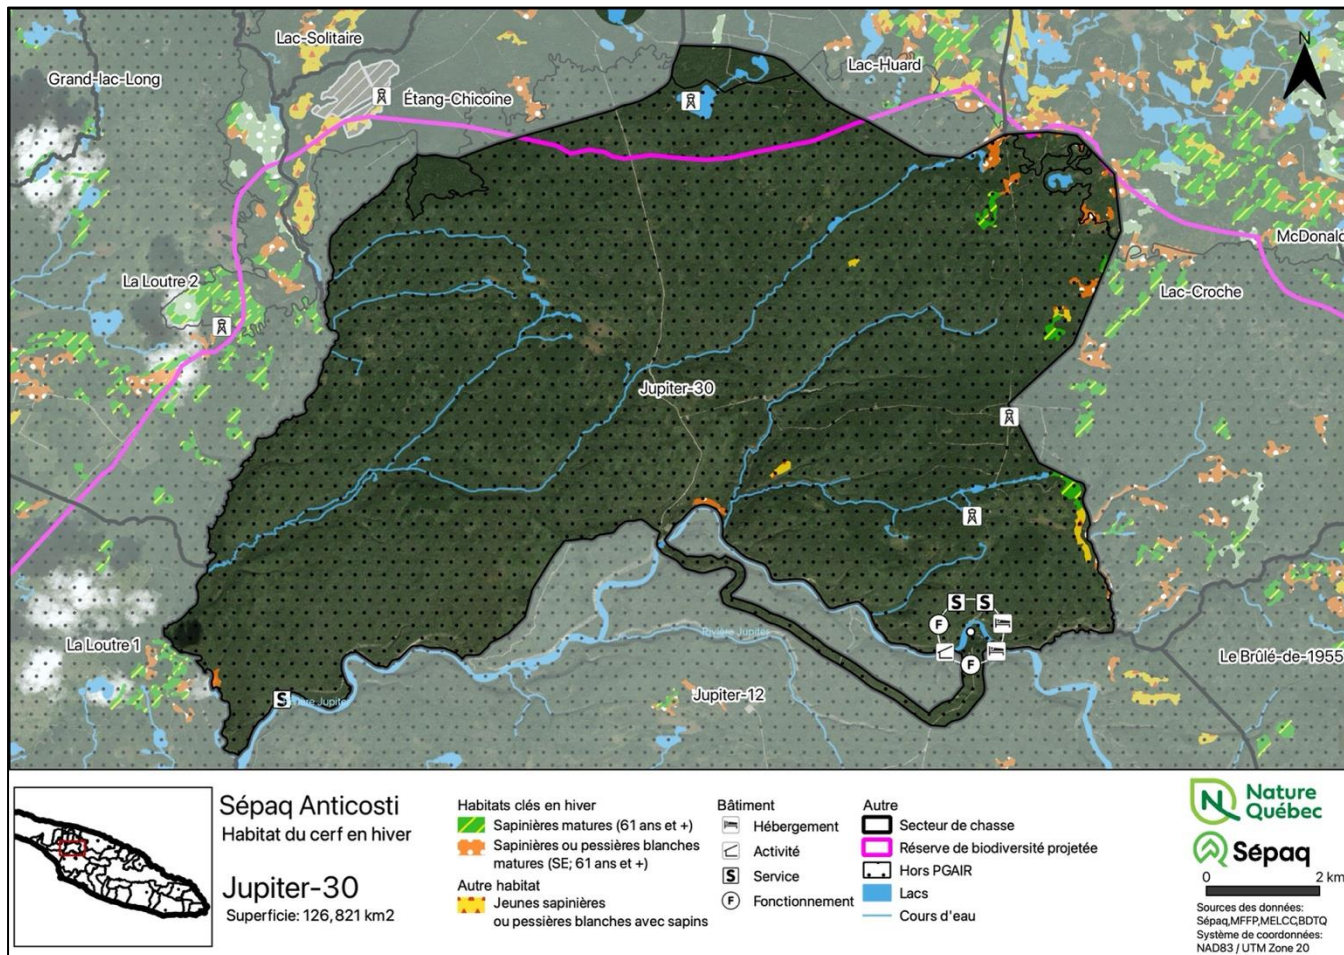 Lac-Solitaire
Grand-lac-Long
Lac-Huard
N
Étang-Chicoine
McDonald
La Loutre 2
Lac-Croche
Jupiter-30
S
S
F
Rivière Jupiter
La Loutre 1
F
Le Brûlé-de-1955
Jupiter-12
S
Rivière Jupiter
Sépaq Anticosti
Habitat du cerf en hiver
Jupiter-30
Superficie: 126,821 km2
Habitats clés en hiver
Sapinières matures (61 ans et +)
Sapinières ou pessières blanches
matures (SE; 61 ans et +)
Autre habitat
Jeunes sapinières
ou pessières blanches avec sapins
Bâtiment
Hébergement
Activité
S Service
F Fonctionnement
Autre
Secteur de chasse
Réserve de biodiversité projetée
Hors PGAIR
Lacs
Cours d'eau
N Nature
Québec
Sépaq
0 2 km
Sources des données:
Sépaq,MFFP,MELCC,BDTQ
Système de coordonnées:
NAD83 / UTM Zone 20